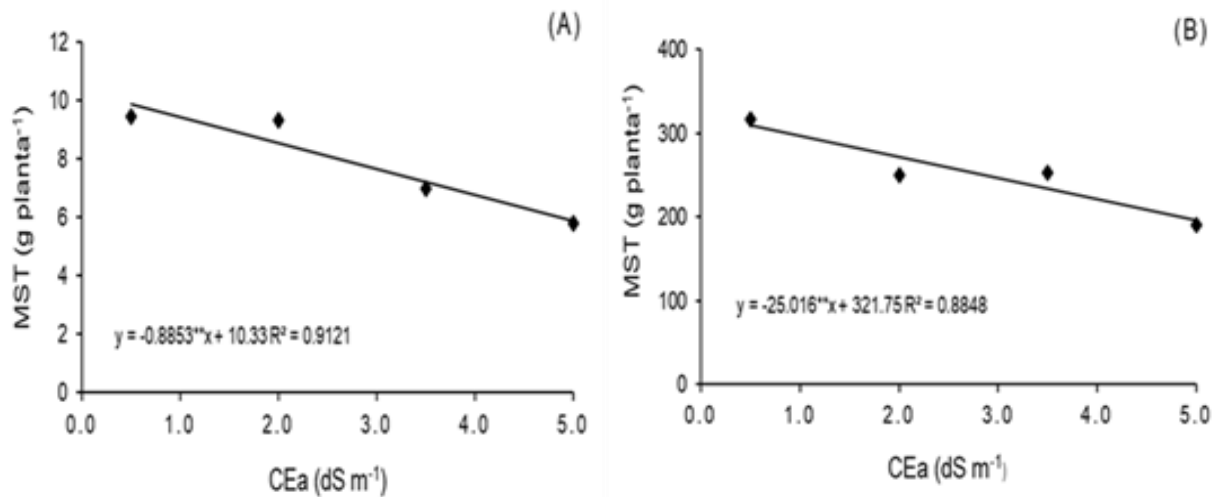 (A)
12
10
8
6
4
2
0
MST (g planta⁻¹)
y = -0.8853**x + 10.33 R² = 0.9121
0.0 1.0 2.0 3.0 4.0 5.0
CEa (dS m⁻¹)
(B)
400
300
200
100
0
MST (g planta⁻¹)
y = -25.016**x + 321.75 R² = 0.8848
0.0 1.0 2.0 3.0 4.0 5.0
CEa (dS m⁻¹)